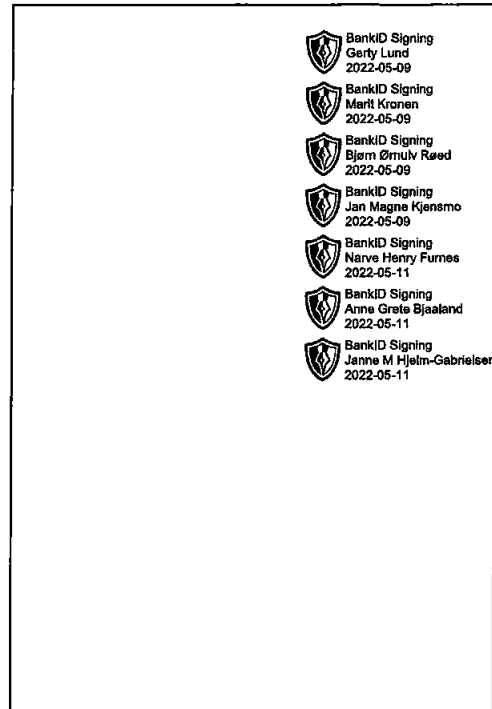 BankID Signing
Gerty Lund
2022-05-09
BankID Signing
Marit Kronen
2022-05-09
BankID Signing
Bjørn Ørnulv Røed
2022-05-09
BankID Signing
Jan Magne Kjensmo
2022-05-09
BankID Signing
Narve Henry Furnes
2022-05-11
BankID Signing
Anne Grete Bjaaland
2022-05-11
BankID Signing
Janne M Hjelm-Gabrielsen
2022-05-11